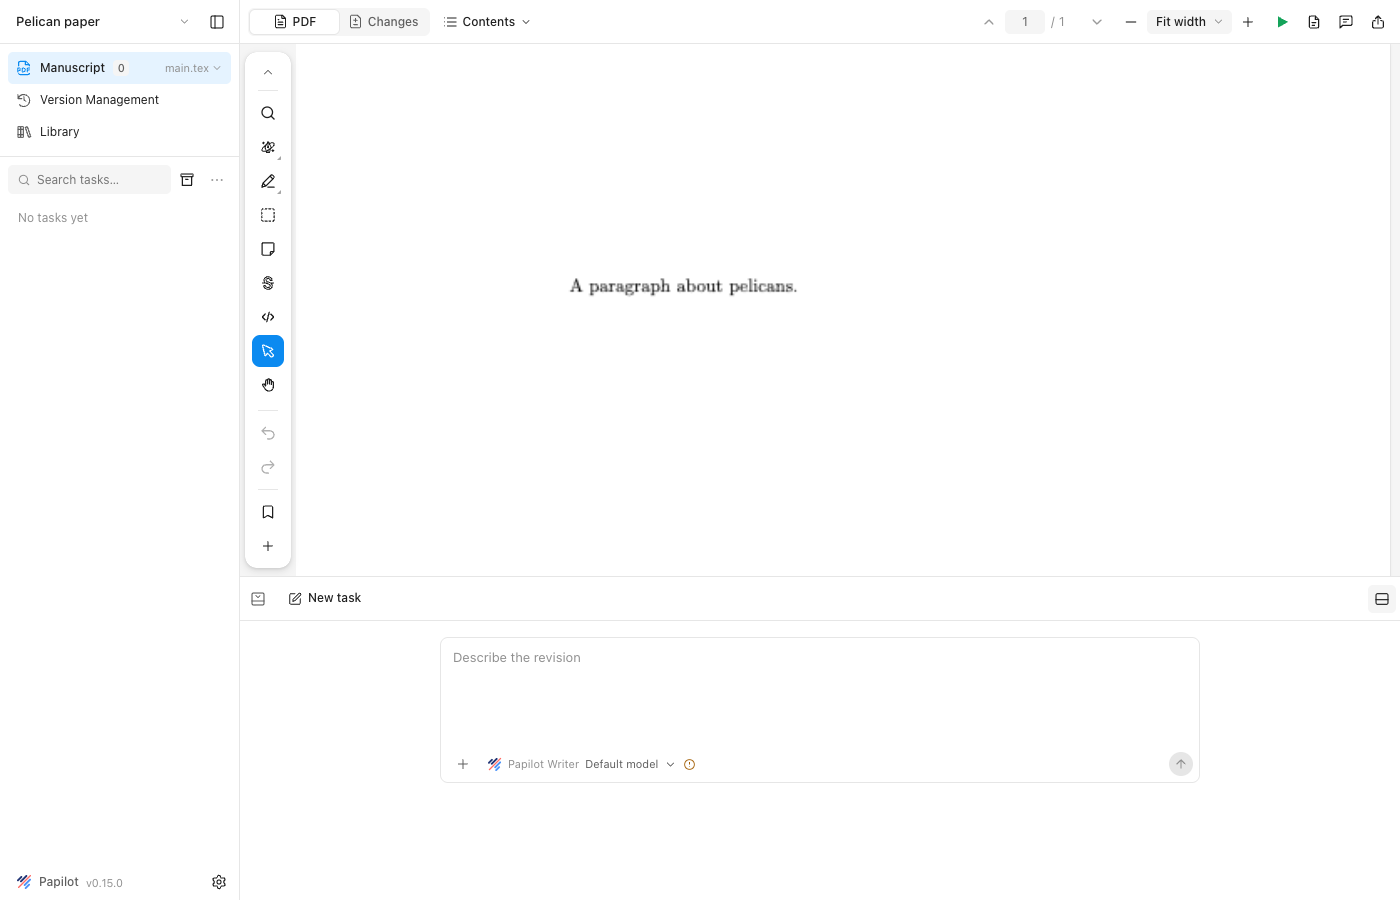 Pelican paper
PDF
Changes
Contents
1 / 1
Fit width
Manuscript 0 main.tex
Version Management
Library
Search tasks...
No tasks yet
A paragraph about pelicans.
New task
Describe the revision
Papilot Writer Default model
Papilot v0.15.0